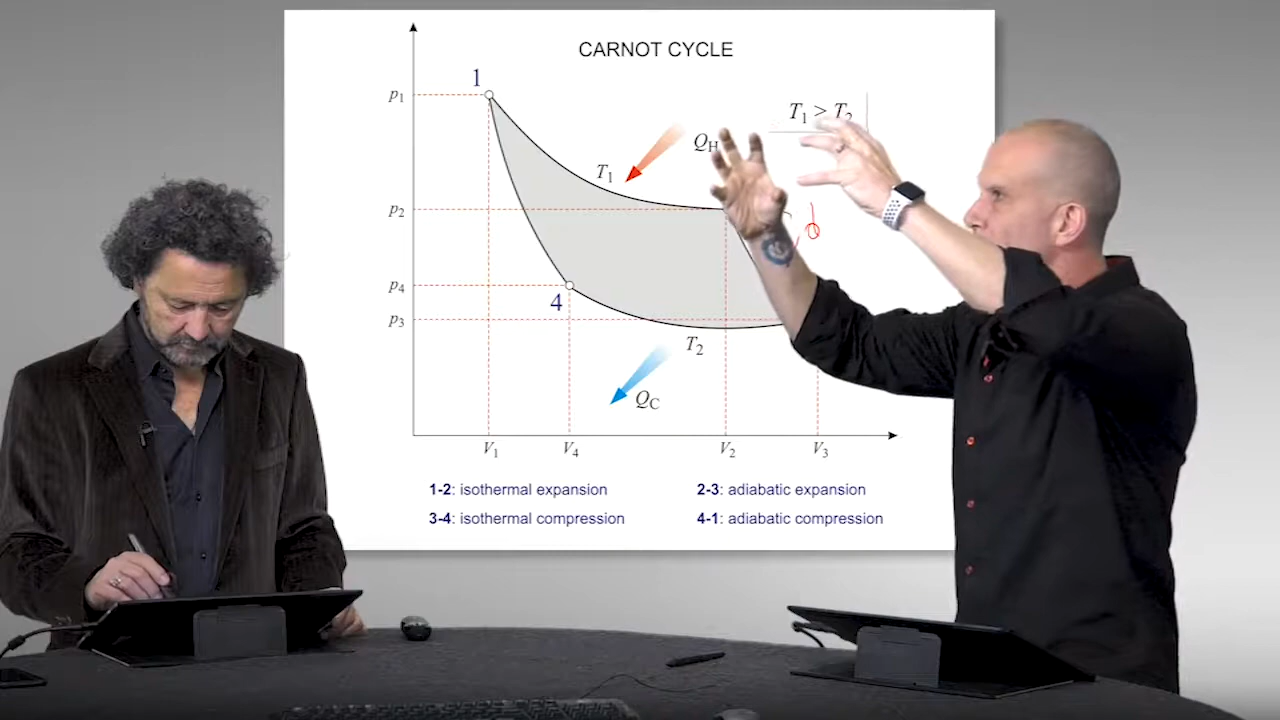 CARNOT CYCLE
1
p1
T1 > T2
QH
T1
p2
p4
4
p3
T2
QC
V1 V4 V2 V3
1-2: isothermal expansion 2-3: adiabatic expansion
3-4: isothermal compression 4-1: adiabatic compression